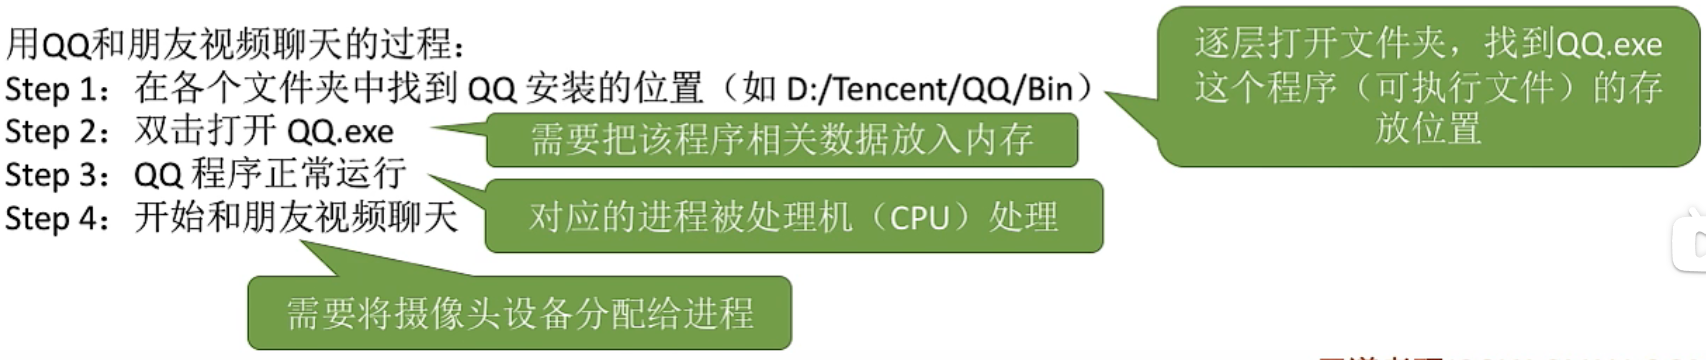 用QQ和朋友视频聊天的过程：
Step 1：在各个文件夹中找到 QQ 安装的位置（如 D:/Tencent/QQ/Bin）
逐层打开文件夹，找到QQ.exe
这个程序（可执行文件）的存
放位置
Step 2：双击打开 QQ.exe
需要把该程序相关数据放入内存
Step 3：QQ 程序正常运行
对应的进程被处理机（CPU）处理
Step 4：开始和朋友视频聊天
需要将摄像头设备分配给进程